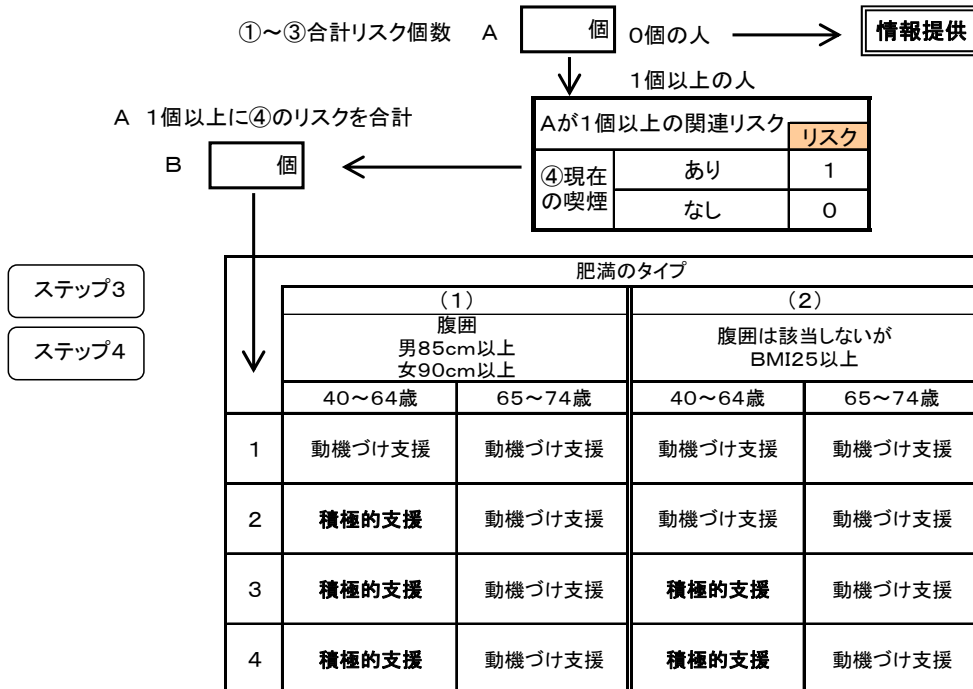 ①～③合計リスク個数 A 個 0個の人 情報提供
1個以上の人
A 1個以上に④のリスクを合計
Aが1個以上の関連リスク リスク
B 個
④現在の喫煙 あり 1
なし 0
ステップ3
ステップ4
肥満のタイプ
(1) (2)
腹囲
男85cm以上
女90cm以上
腹囲は該当しないが
BMI25以上
40～64歳 65～74歳 40～64歳 65～74歳
1 動機づけ支援 動機づけ支援 動機づけ支援 動機づけ支援
2 積極的支援 動機づけ支援 動機づけ支援 動機づけ支援
3 積極的支援 動機づけ支援 積極的支援 動機づけ支援
4 積極的支援 動機づけ支援 積極的支援 動機づけ支援